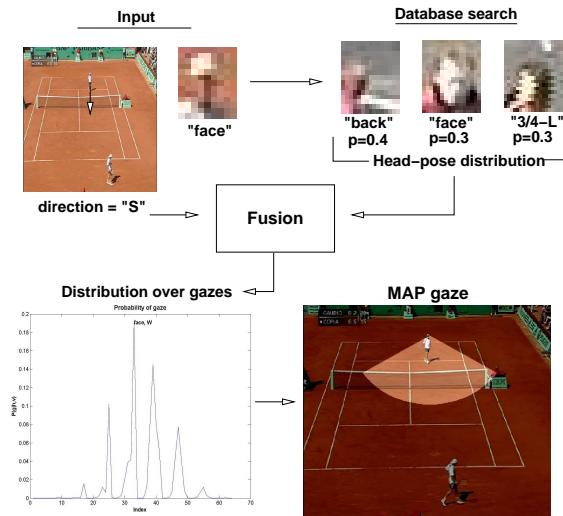 Input
Database search
"face"
"back"
p=0.4
"face"
p=0.3
"3/4-L"
p=0.3
Head-pose distribution
direction = "S"
Fusion
Distribution over gazes
MAP gaze
Probability of gaze
face, W
P(g|h,v)
0.2
0.18
0.16
0.14
0.12
0.1
0.08
0.06
0.04
0.02
0
0
10
20
30
40
50
60
70
Index